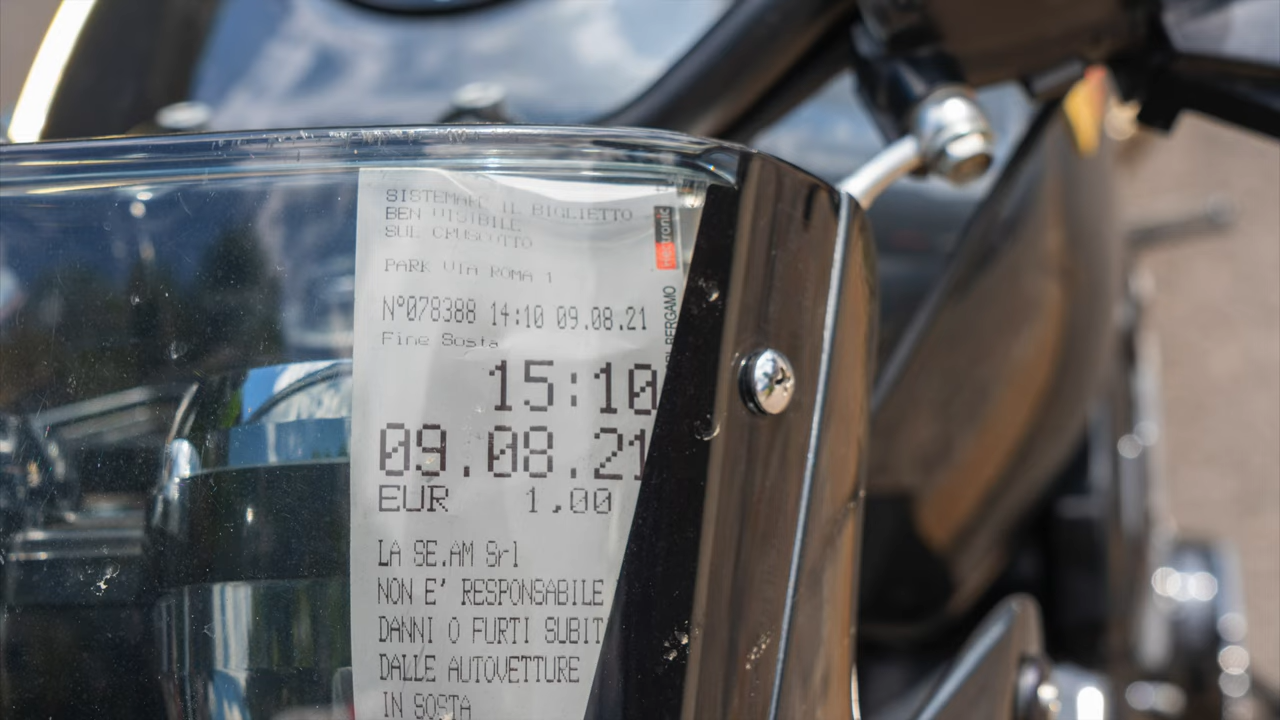 SISTEMARE IL BIGLIETTO
BEN VISIBILE
SUL CRUSCOTTO
PARK VIA ROMA 1
N°078388 14:10 09.08.21
Fine Sosta
15:10
09.08.21
EUR 1,00
LA SE.AM Srl
NON E' RESPONSABILE
DANNI O FURTI SUBIT
DALLE AUTOVETTURE
IN SOSTA
BERGAMO